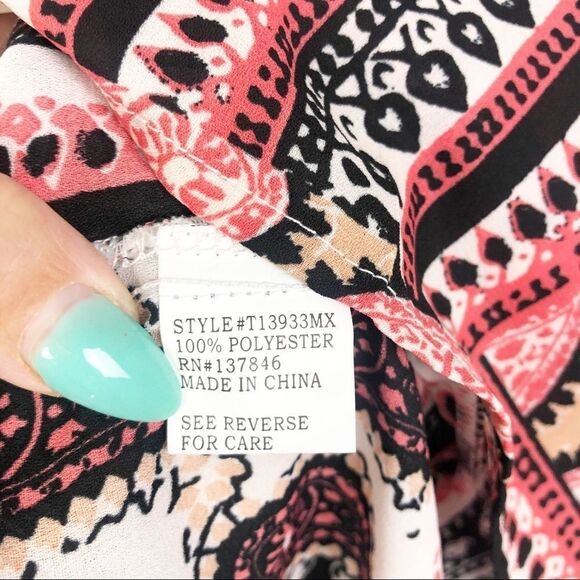 STYLE#T13933MX
100% POLYESTER
RN#137846
MADE IN CHINA
SEE REVERSE
FOR CARE